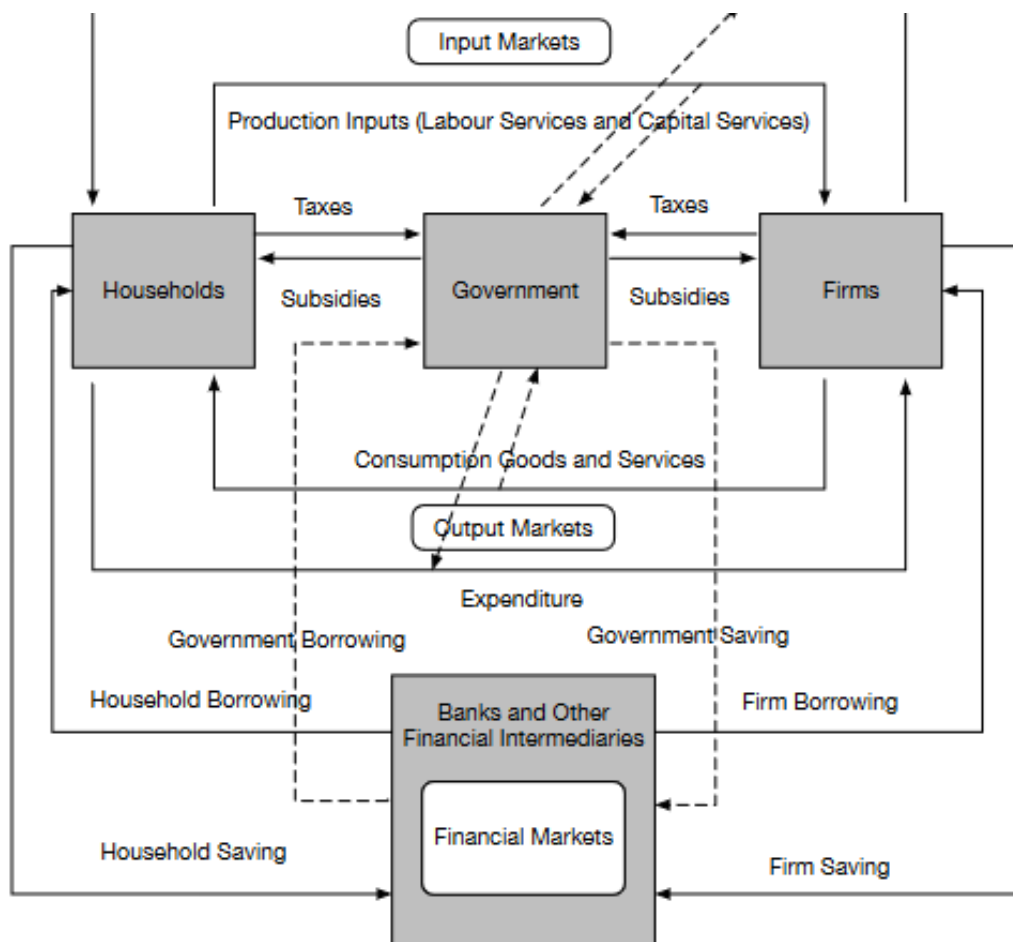 Input Markets
Production Inputs (Labour Services and Capital Services)
Taxes
Taxes
Households
Government
Firms
Subsidies
Subsidies
Consumption Goods and Services
Output Markets
Expenditure
Government Borrowing
Government Saving
Household Borrowing
Firm Borrowing
Banks and Other
Financial Intermediaries
Financial Markets
Household Saving
Firm Saving